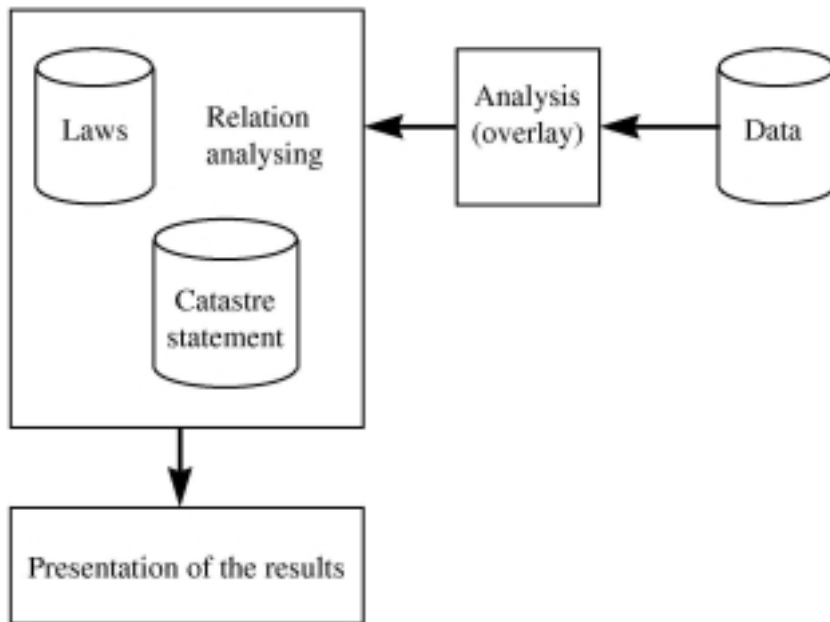 Laws
Relation
analysing
Catastre
statement
Analysis
(overlay)
Data
Presentation of the results